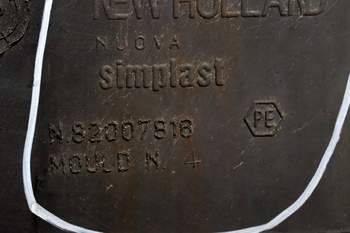 NEW HOLLAND
NUOVA
simplast
N.82007818
PE
MOULD N. 4